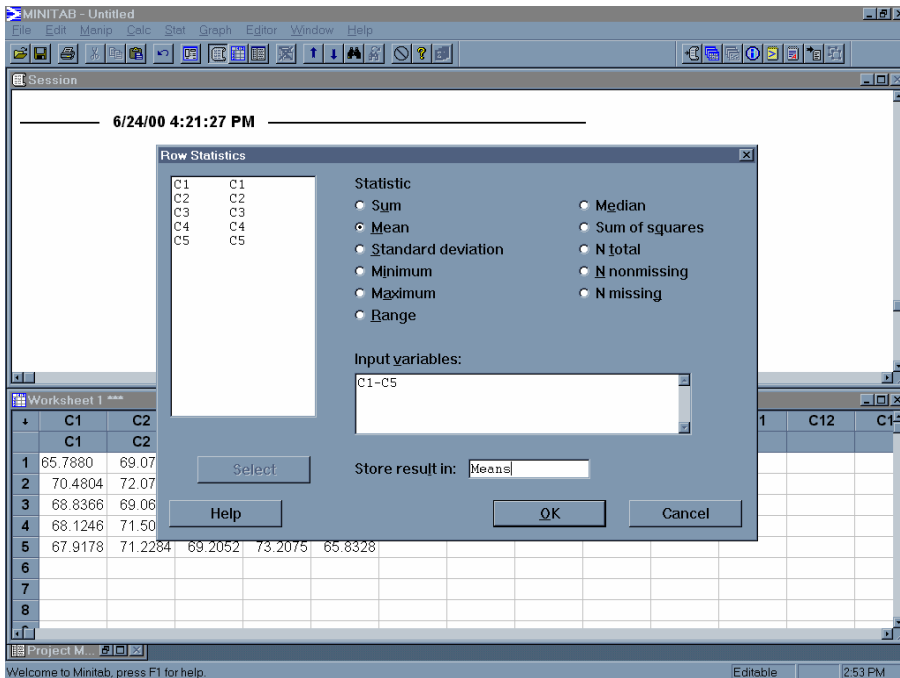 MINITAB - Untitled
File Edit Manip Calc Stat Graph Editor Window Help
Session
6/24/00 4:21:27 PM
Row Statistics
C1 C1
C2 C2
C3 C3
C4 C4
C5 C5
Statistic
Sum
Mean
Standard deviation
Minimum
Maximum
Range
Median
Sum of squares
N total
N nonmissing
N missing
Input variables:
C1-C5
Select
Store result in: Means
Help OK Cancel
Worksheet 1 ***
C1 C2 1 C12 C1
C1 C2
1 65.7880 69.07
2 70.4804 72.07
3 68.8366 69.06
4 68.1246 71.50
5 67.9178 71.2284 69.2052 73.2075 65.8328
6
7
8
Project M...
Welcome to Minitab, press F1 for help. Editable 2:53 PM